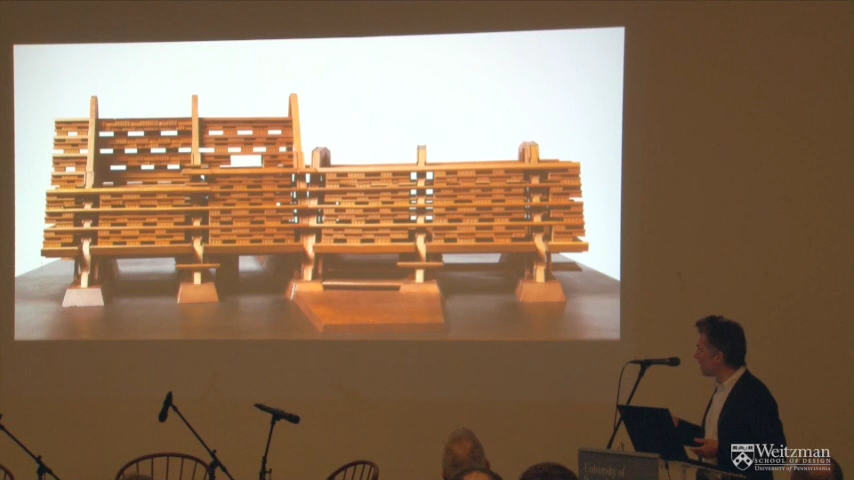 University of
Weitzman
SCHOOL OF DESIGN
UNIVERSITY OF PENNSYLVANIA